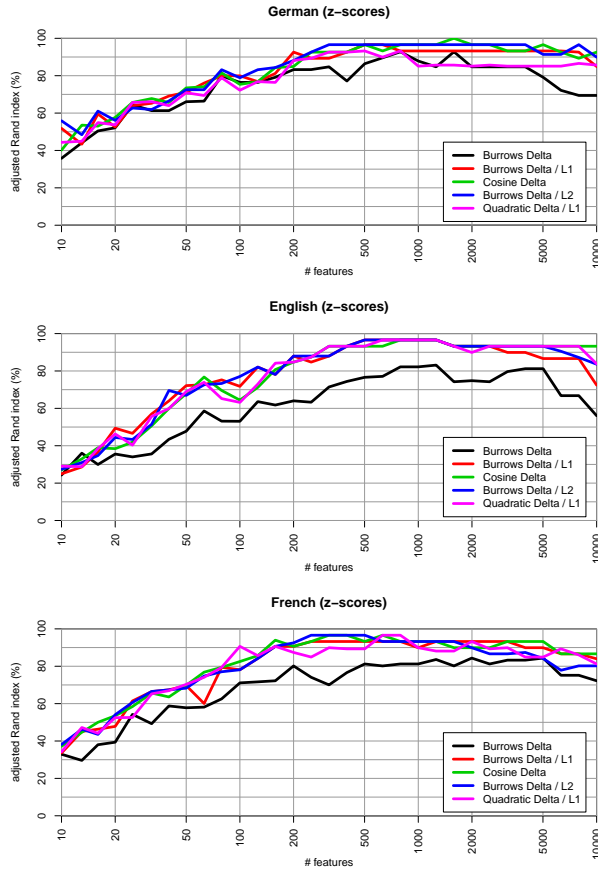 German (z−scores)
adjusted Rand index (%)
100
80
60
40
20
0
Burrows Delta
Burrows Delta / L1
Cosine Delta
Burrows Delta / L2
Quadratic Delta / L1
10 20 50 100 200 500 1000 2000 5000 10000
# features
English (z−scores)
adjusted Rand index (%)
100
80
60
40
20
0
Burrows Delta
Burrows Delta / L1
Cosine Delta
Burrows Delta / L2
Quadratic Delta / L1
10 20 50 100 200 500 1000 2000 5000 10000
# features
French (z−scores)
adjusted Rand index (%)
100
80
60
40
20
0
Burrows Delta
Burrows Delta / L1
Cosine Delta
Burrows Delta / L2
Quadratic Delta / L1
10 20 50 100 200 500 1000 2000 5000 10000
# features